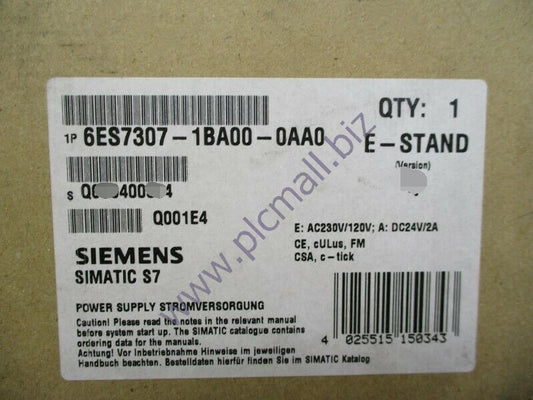 QTY: 1
1P 6ES7307-1BA00-0AA0
E-STAND
(Version)
S Q 400 4
Q001E4
E: AC230V/120V; A: DC24V/2A
CE, cULus, FM
CSA, c-tick
SIEMENS
SIMATIC S7
POWER SUPPLY STROMVERSORGUNG
Caution! Please read the notes in the relevant manual
before system start up. The SIMATIC catalogue contains
ordering data for the manual.
Achtung! Vor Inbetriebnahme Hinweise im jeweiligen
Handbuch beachten. Bestelldaten hierfür finden Sie im SIMATIC Katalog
4 025515 150343
www.plcmall.biz